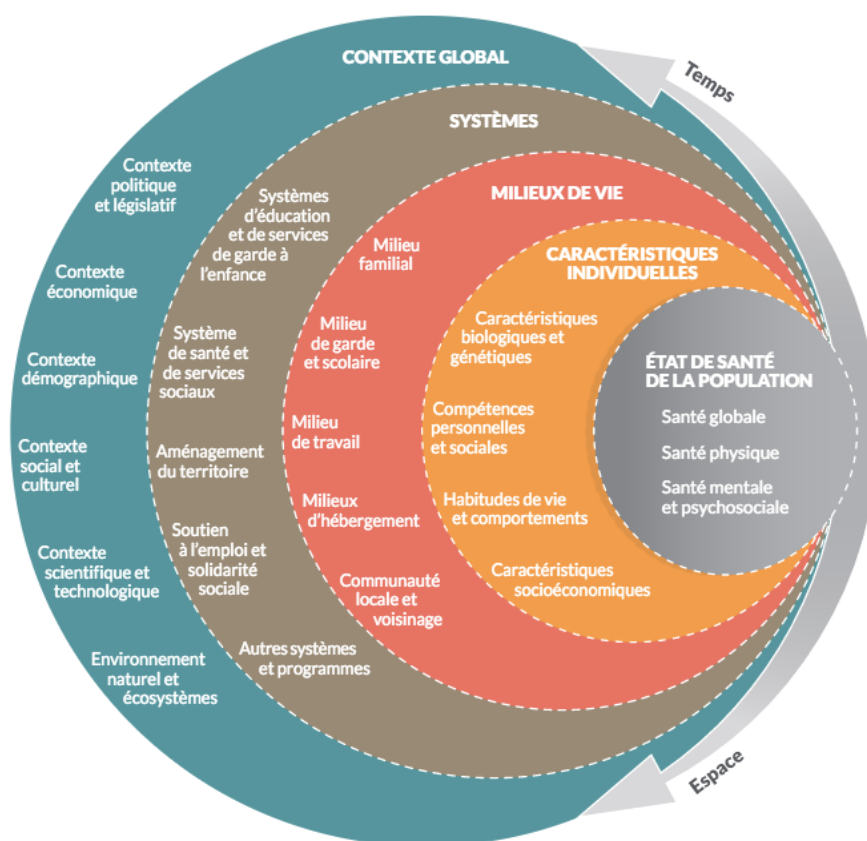 CONTEXTE GLOBAL
Temps
SYSTÈMES
MILIEUX DE VIE
CARACTÉRISTIQUES
INDIVIDUELLES
ÉTAT DE SANTÉ
DE LA POPULATION
Santé globale
Santé physique
Santé mentale
et psychosociale
Contexte
politique
et législatif
Contexte
économique
Contexte
démographique
Contexte
social et
culturel
Contexte
scientifique et
technologique
Environnement
naturel et
écosystèmes
Systèmes
d'éducation
et de services
de garde à
l'enfance
Système
de santé et
de services
sociaux
Aménagement
du territoire
Soutien
à l'emploi et
solidarité
sociale
Autres systèmes
et programmes
Milieu
familial
Milieu
de garde
et scolaire
Milieu
de travail
Milieux
d'hébergement
Communauté
locale et
voisinage
Caractéristiques
biologiques et
génétiques
Compétences
personnelles
et sociales
Habitudes de vie
et comportements
Caractéristiques
socioéconomiques
Espace